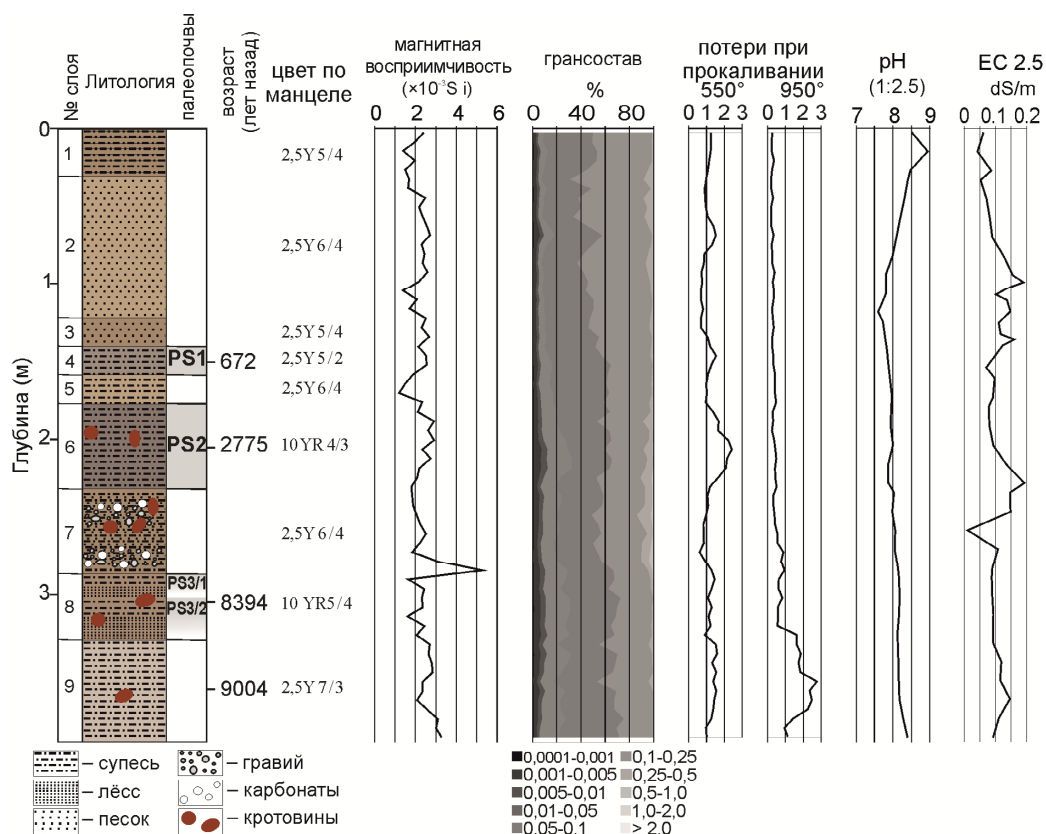 № слоя
Литология
палеопочвы
возраст
(лет назад)
цвет по
манцеле
магнитная
восприимчивость
(×10⁻³S i)
0 2 4 6
грансостав
%
0 20 40 60 80 100
потери при
прокаливании
550° 950°
0 1 2 3 0 1 2 3
pH
(1:2.5)
7 8 9
EC 2.5
dS/m
0 0.1 0.2
Глубина (м)
0
1
2
3
1 2,5Y 5/4
2 2,5Y 6/4
3 2,5Y 5/4
4 PS1 672 2,5Y 5/2
5 2,5Y 6/4
6 PS2 2775 10 YR 4/3
7 2,5Y 6/4
PS3/1
8 PS3/2 8394 10 YR5/4
9 9004 2,5Y 7/3
– супесь
– лёсс
– песок
– гравий
– карбонаты
– кротовины
0,0001-0,001
0,001-0,005
0,005-0,01
0,01-0,05
0,05-0,1
0,1-0,25
0,25-0,5
0,5-1,0
1,0-2,0
> 2,0